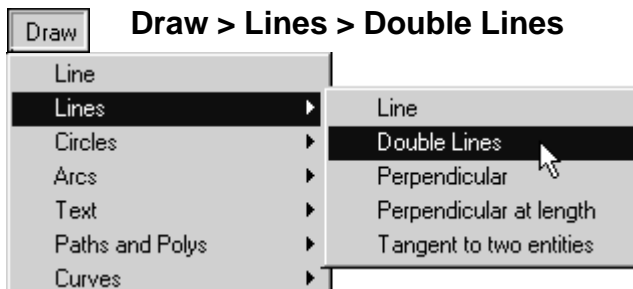 Draw
Draw > Lines > Double Lines
Line
Lines
Circles
Arcs
Text
Paths and Polys
Curves
Line
Double Lines
Perpendicular
Perpendicular at length
Tangent to two entities